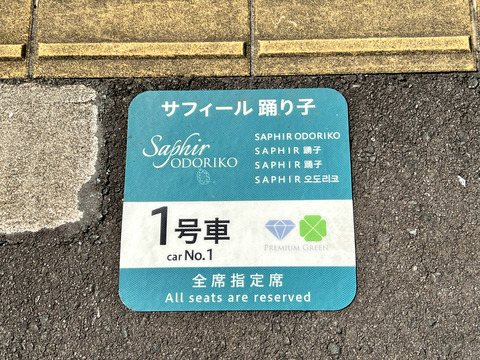 サフィール 踊り子
Saphir
ODORIKO
SAPHIR ODORIKO
SAPHIR 踊子
SAPHIR 踊子
SAPHIR 오도리코
1号車
car No.1
PREMIUM GREEN
全席指定席
All seats are reserved